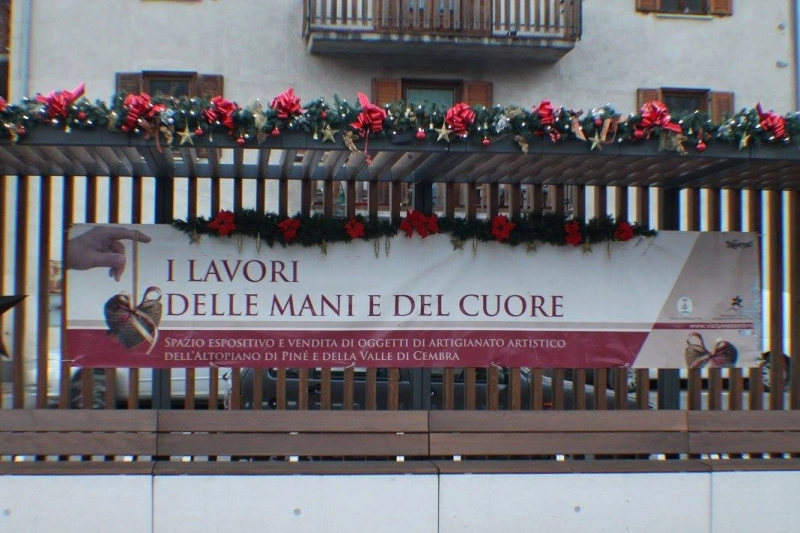 I LAVORI
DELLE MANI E DEL CUORE
SPAZIO ESPOSITIVO E VENDITA DI OGGETTI DI ARTIGIANATO ARTISTICO
DELL'ALTOPIANO DI PINÉ E DELLA VALLE DI CEMBRA